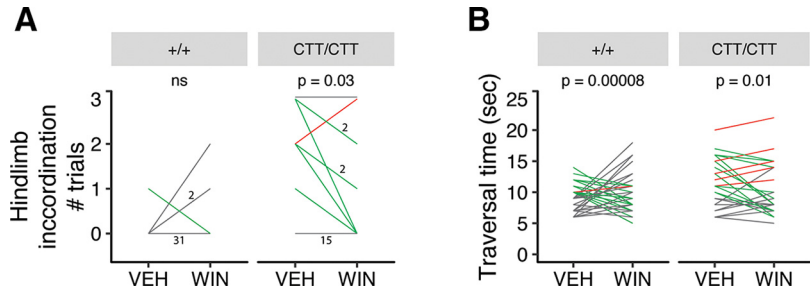 A
+/+
CTT/CTT
ns
p = 0.03
Hindlimb
inccordination
# trials
3
2
1
0
2
31
2
2
15
VEH
WIN
VEH
WIN
B
+/+
CTT/CTT
p = 0.00008
p = 0.01
Traversal time (sec)
25
20
15
10
5
0
VEH
WIN
VEH
WIN